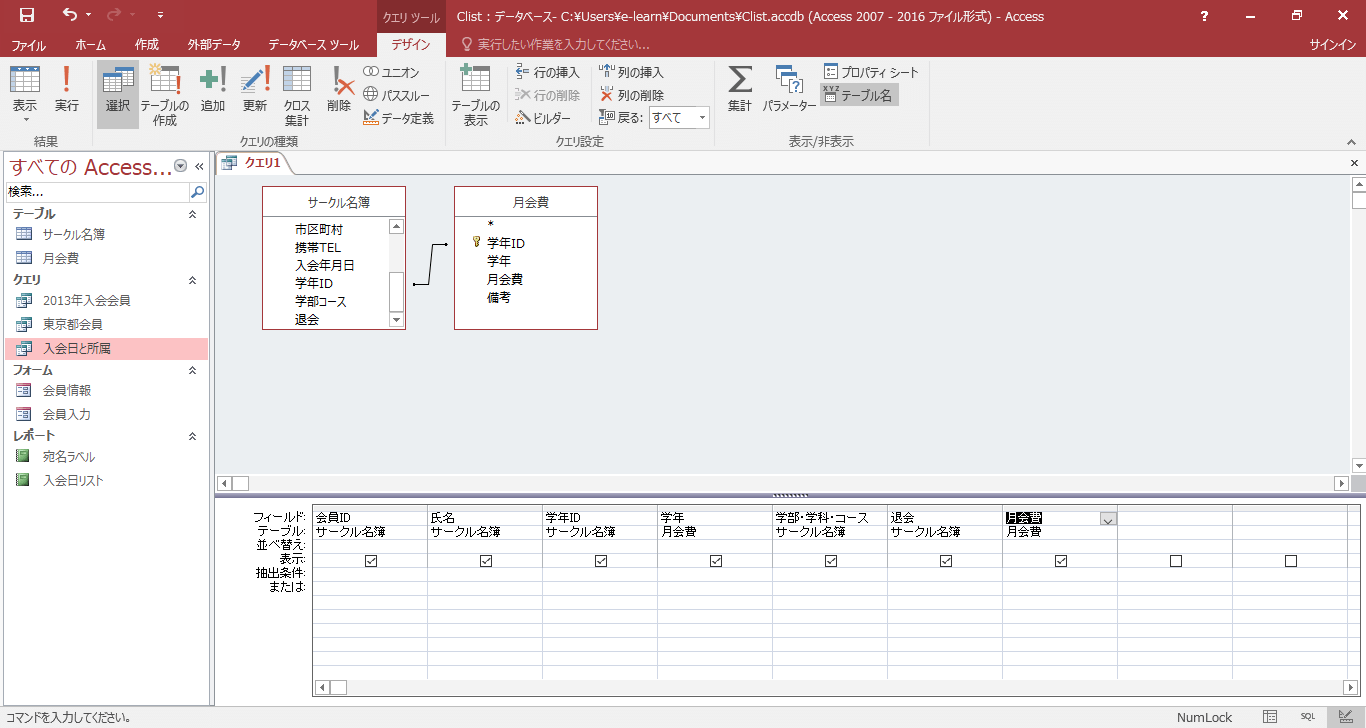 クエリ ツール
Clist : データベース- C:¥Users¥e-learn¥Documents¥Clist.accdb (Access 2007 - 2016 ファイル形式) - Access
?
ファイル ホーム 作成 外部データ データベース ツール デザイン 実行したい作業を入力してください... サインイン
表示 実行
結果
選択 テーブルの作成 追加 更新 クロス集計 削除
ユニオン
パススルー
データ定義
クエリの種類
テーブルの表示
行の挿入
行の削除
ビルダー
列の挿入
列の削除
戻る: すべて
クエリ設定
集計 パラメーター
プロパティ シート
XYZ テーブル名
表示/非表示
すべての Access... «
検索...
テーブル
サークル名簿
月会費
クエリ
2013年入会会員
東京都会員
入会日と所属
フォーム
会員情報
会員入力
レポート
宛名ラベル
入会日リスト
クエリ1
サークル名簿
市区町村
携帯TEL
入会年月日
学年ID
学部コース
退会
月会費
*
学年ID
学年
月会費
備考
フィールド: 会員ID 氏名 学年ID 学年 学部・学科・コース 退会 月会費
テーブル: サークル名簿 サークル名簿 サークル名簿 月会費 サークル名簿 サークル名簿 月会費
並べ替え:
表示:
抽出条件:
または:
コマンドを入力してください。 NumLock SQL